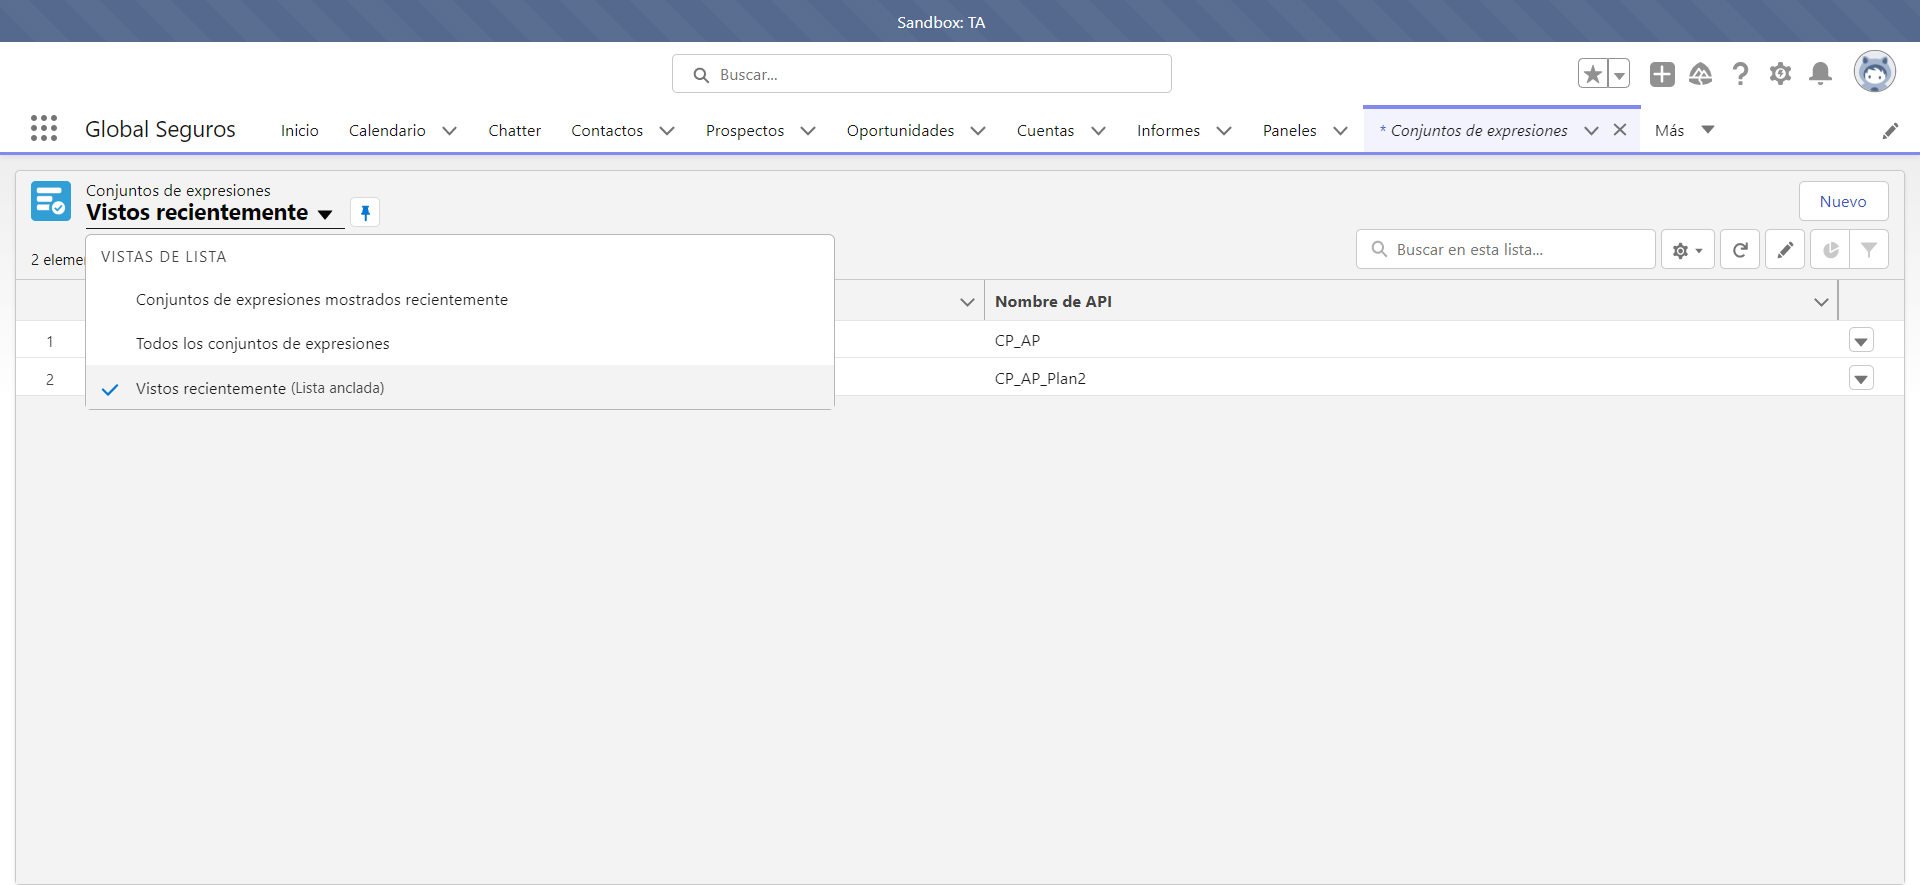 Sandbox: TA
Buscar...
Global Seguros
Inicio
Calendario
Chatter
Contactos
Prospectos
Oportunidades
Cuentas
Informes
Paneles
* Conjuntos de expresiones
Más
Conjuntos de expresiones
Vistos recientemente
Nuevo
2
Buscar en esta lista...
VISTAS DE LISTA
Conjuntos de expresiones mostrados recientemente
Todos los conjuntos de expresiones
Vistos recientemente (Lista anclada)
Nombre de API
1
CP_AP
2
CP_AP_Plan2